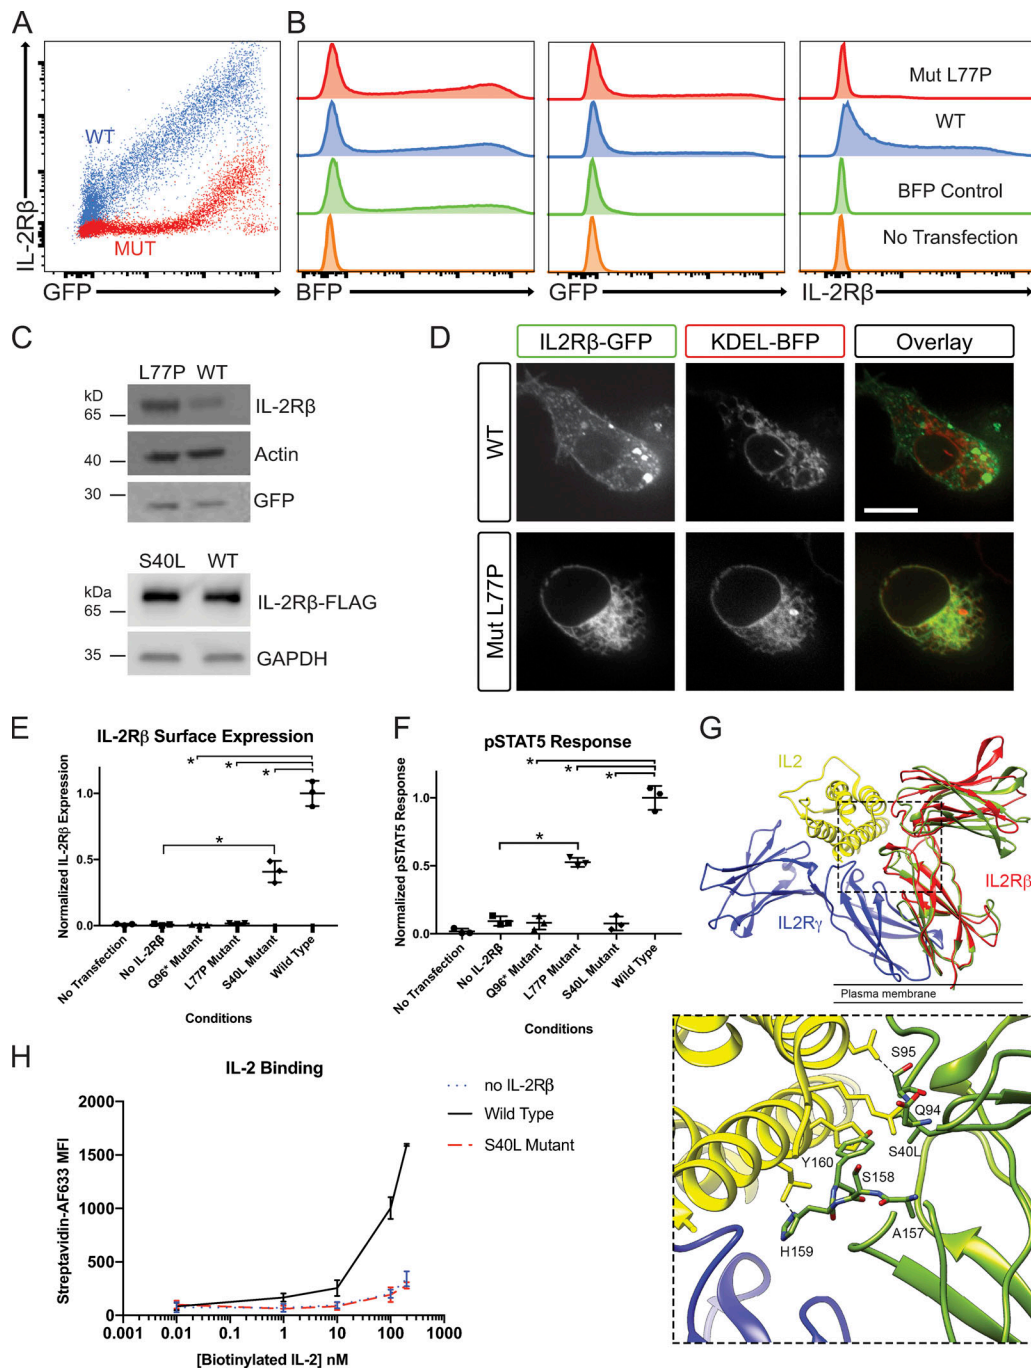 A
IL-2Rβ
WT
MUT
GFP
B
Mut L77P
WT
BFP Control
No Transfection
BFP
GFP
IL-2Rβ
C
L77P WT
kD
65
IL-2Rβ
40
Actin
30
GFP
S40L WT
kDa
65
IL-2Rβ-FLAG
35
GAPDH
D
IL2Rβ-GFP
KDEL-BFP
Overlay
WT
Mut L77P
E
IL-2Rβ Surface Expression
Normalized IL-2Rβ Expression
1.0
0.5
0.0
* * *
*
No Transfection
No IL-2Rβ
Q96* Mutant
L77P Mutant
S40L Mutant
Wild Type
Conditions
F
pSTAT5 Response
Normalized pSTAT5 Response
1.0
0.5
0.0
* * *
*
No Transfection
No IL-2Rβ
Q96* Mutant
L77P Mutant
S40L Mutant
Wild Type
Conditions
G
IL2
IL2Rβ
IL2Rγ
Plasma membrane
S95
Q94
S40L
Y160
S158
A157
H159
H
IL-2 Binding
no IL-2Rβ
Wild Type
S40L Mutant
Streptavidin-AF633 MFI
2000
1500
1000
500
0
0.001 0.01 0.1 1 10 100 1000
[Biotinylated IL-2] nM